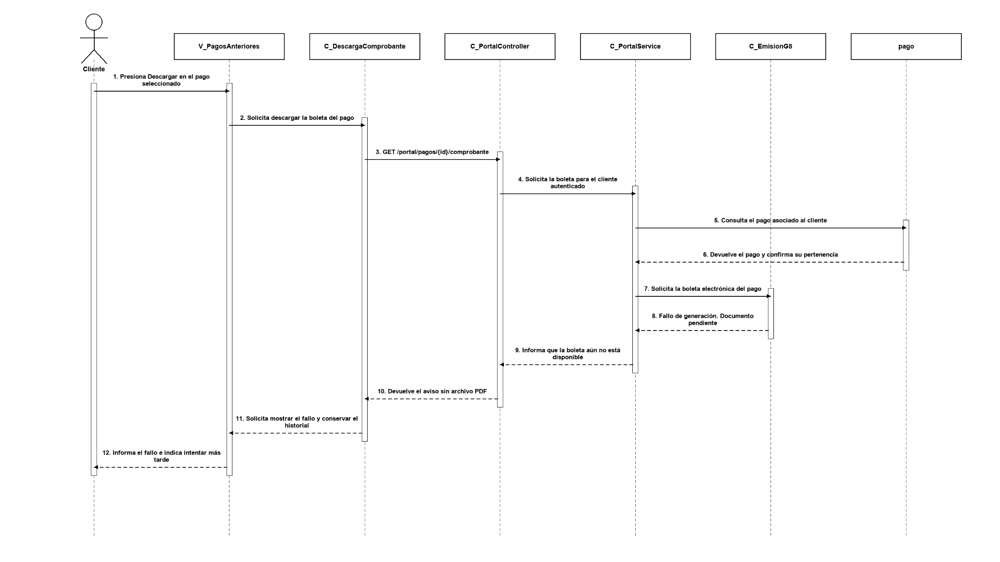 V_PagosAnteriores
C_DescargaComprobante
C_PortalController
C_PortalService
C_EmisionG8
pago
Cliente
1. Presiona Descargar en el pago
seleccionado
2. Solicita descargar la boleta del pago
3. GET /portal/pagos/{id}/comprobante
4. Solicita la boleta para el cliente
autenticado
5. Consulta el pago asociado al cliente
6. Devuelve el pago y confirma su pertenencia
7. Solicita la boleta electrónica del pago
8. Fallo de generación. Documento
pendiente
9. Informa que la boleta aún no está
disponible
10. Devuelve el aviso sin archivo PDF
11. Solicita mostrar el fallo y conservar el
historial
12. Informa el fallo e indica intentar más
tarde